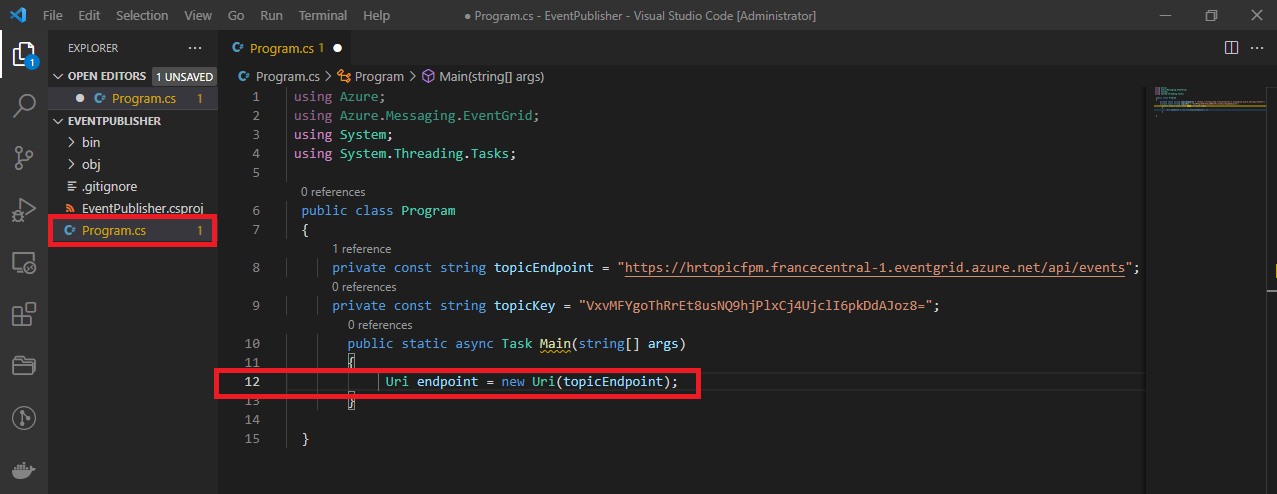 File Edit Selection View Go Run Terminal Help ● Program.cs - EventPublisher - Visual Studio Code [Administrator]
EXPLORER ···
OPEN EDITORS 1 UNSAVED
● Program.cs 1
EVENTPUBLISHER
bin
obj
.gitignore
EventPublisher.csproj
Program.cs 1
1
Program.cs 1 ●
Program.cs > Program > Main(string[] args)
1 using Azure;
2 using Azure.Messaging.EventGrid;
3 using System;
4 using System.Threading.Tasks;
5
0 references
6 public class Program
7 {
1 reference
8 private const string topicEndpoint = "https://hrtopicfpm.francecentral-1.eventgrid.azure.net/api/events";
0 references
9 private const string topicKey = "VxvMFYgoThRrEt8usNQ9hjPlxCj4UjclI6pkDdAJoz8=";
0 references
10 public static async Task Main(string[] args)
11 {
12 Uri endpoint = new Uri(topicEndpoint);
13 }
14
15 }